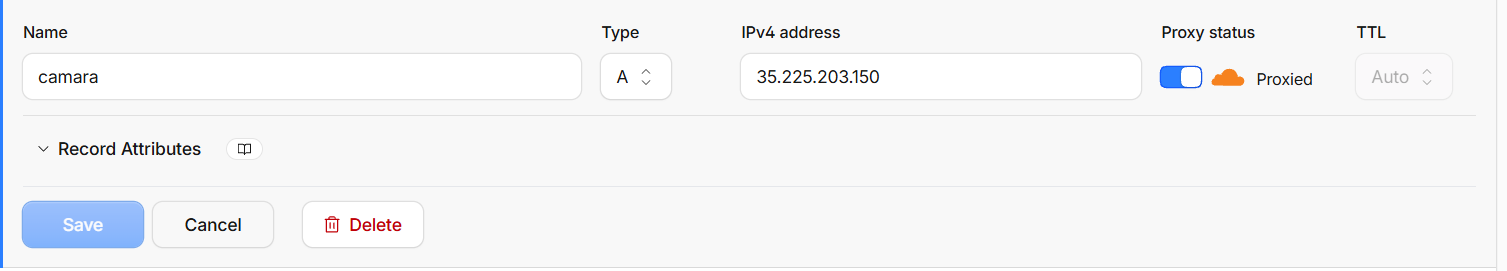 Name Type IPv4 address Proxy status TTL
camara A 35.225.203.150 Proxied Auto
Record Attributes
Save Cancel Delete